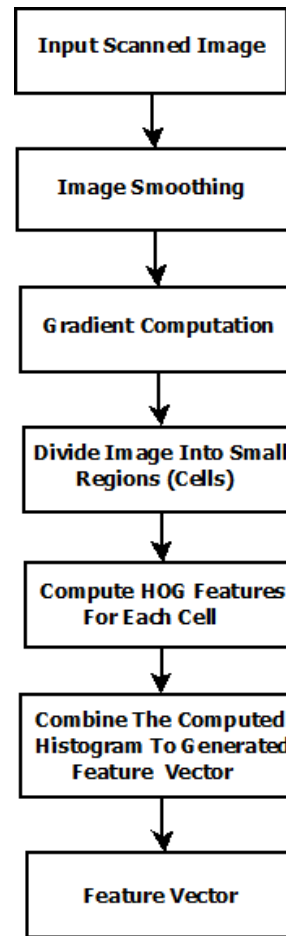 Input Scanned Image
Image Smoothing
Gradient Computation
Divide Image Into Small
Regions (Cells)
Compute HOG Features
For Each Cell
Combine The Computed
Histogram To Generated
Feature Vector
Feature Vector